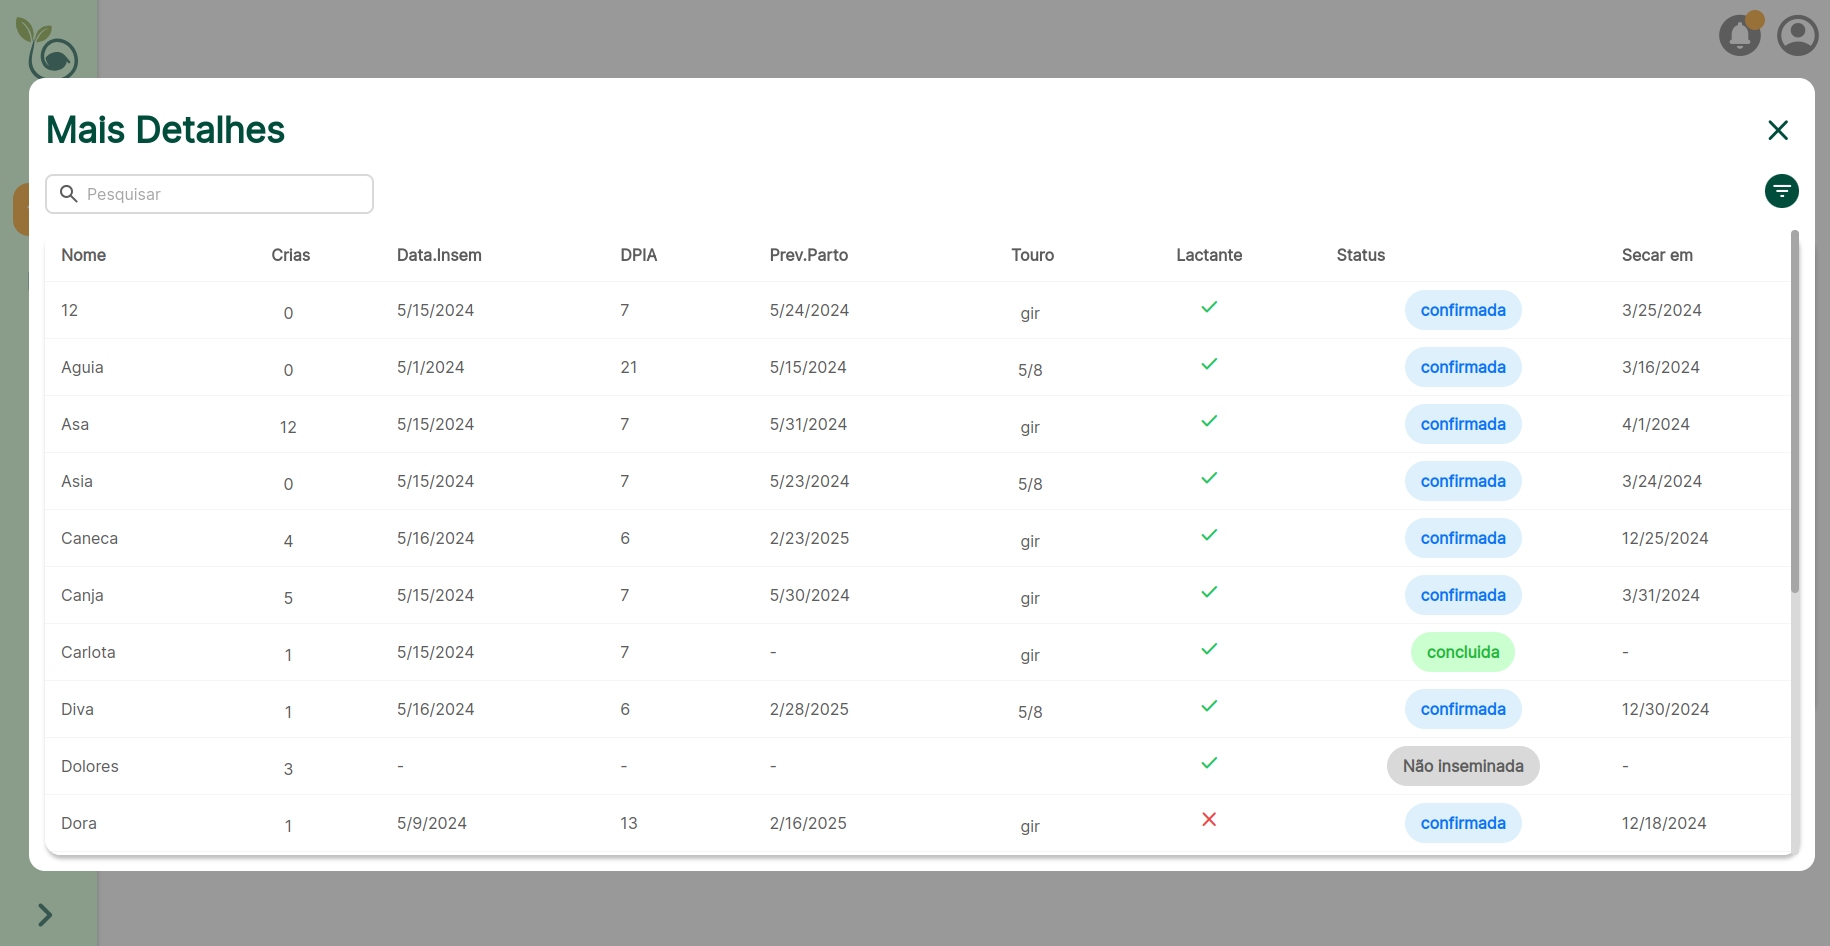 Mais Detalhes
Pesquisar
Nome Crias Data.Insem DPIA Prev.Parto Touro Lactante Status Secar em
12 0 5/15/2024 7 5/24/2024 gir confirmada 3/25/2024
Aguia 0 5/1/2024 21 5/15/2024 5/8 confirmada 3/16/2024
Asa 12 5/15/2024 7 5/31/2024 gir confirmada 4/1/2024
Asia 0 5/15/2024 7 5/23/2024 5/8 confirmada 3/24/2024
Caneca 4 5/16/2024 6 2/23/2025 gir confirmada 12/25/2024
Canja 5 5/15/2024 7 5/30/2024 gir confirmada 3/31/2024
Carlota 1 5/15/2024 7 - gir concluida -
Diva 1 5/16/2024 6 2/28/2025 5/8 confirmada 12/30/2024
Dolores 3 - - - Não inseminada -
Dora 1 5/9/2024 13 2/16/2025 gir confirmada 12/18/2024